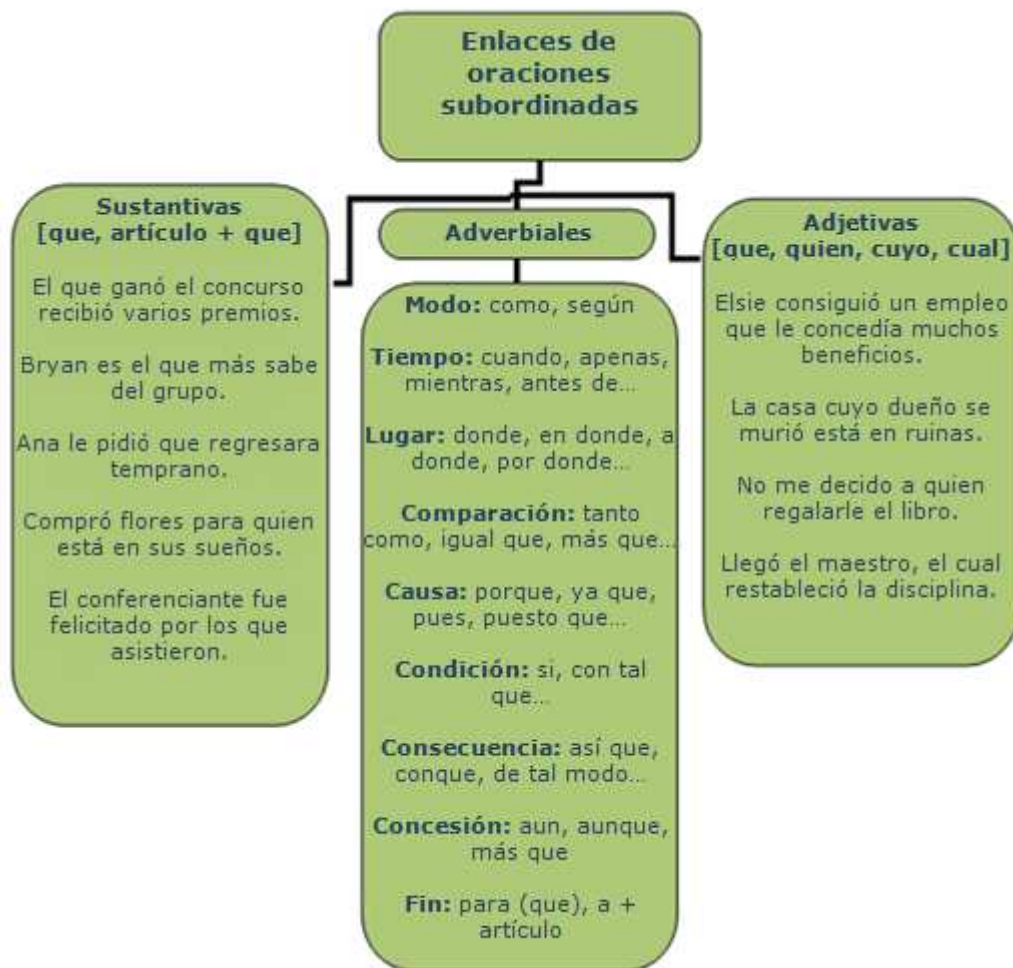 Enlaces de
oraciones
subordinadas
Sustantivas
[que, artículo + que]
El que ganó el concurso
recibió varios premios.
Bryan es el que más sabe
del grupo.
Ana le pidió que regresara
temprano.
Compró flores para quien
está en sus sueños.
El conferenciante fue
felicitado por los que
asistieron.
Adverbiales
Modo: como, según
Tiempo: cuando, apenas,
mientras, antes de...
Lugar: donde, en donde, a
donde, por donde...
Comparación: tanto
como, igual que, más que...
Causa: porque, ya que,
pues, puesto que...
Condición: si, con tal
que...
Consecuencia: así que,
conque, de tal modo...
Concesión: aun, aunque,
más que
Fin: para (que), a +
artículo
Adjetivas
[que, quien, cuyo, cual]
Elsie consiguió un empleo
que le concedía muchos
beneficios.
La casa cuyo dueño se
murió está en ruinas.
No me decido a quien
regalarle el libro.
Llegó el maestro, el cual
restableció la disciplina.